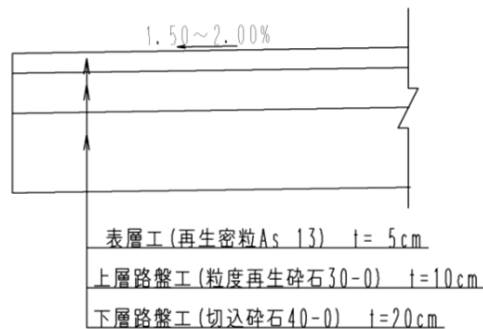 1.50～2.00%
表層工(再生密粒As 13) t= 5cm
上層路盤工(粒度再生砕石30-0) t=10cm
下層路盤工(切込砕石40-0) t=20cm